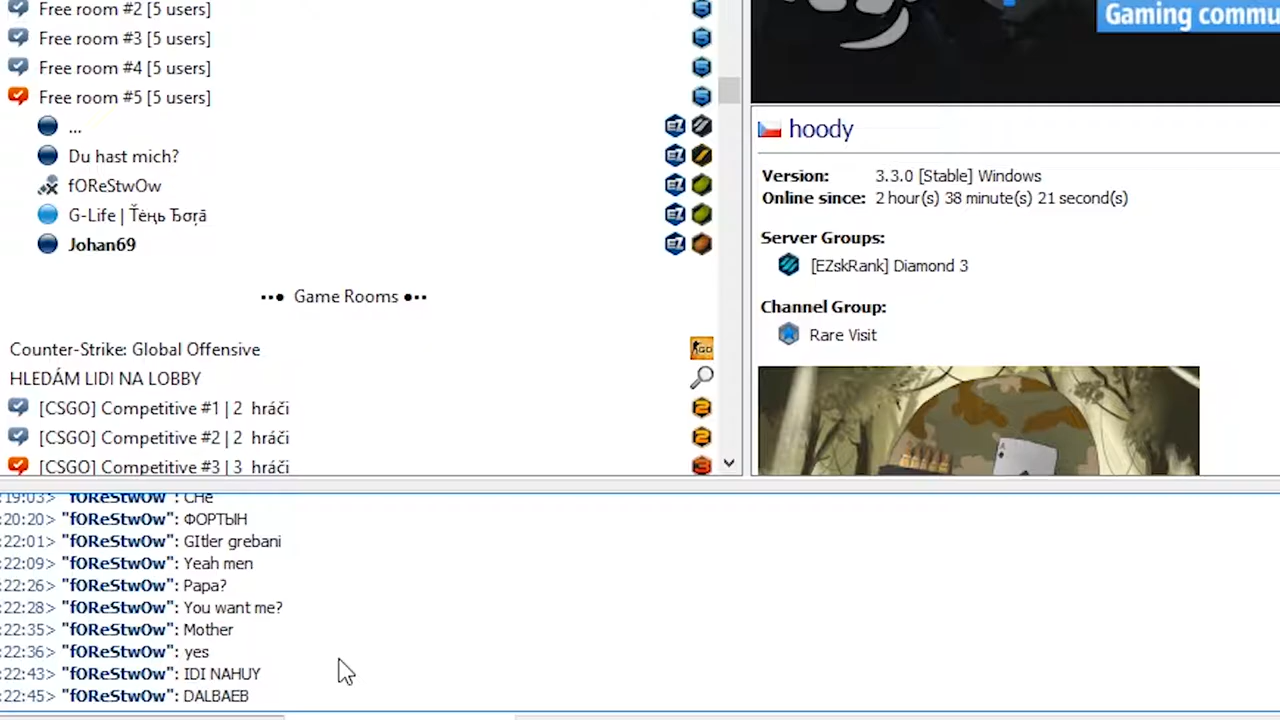 Free room #2 [5 users]
Free room #3 [5 users]
Free room #4 [5 users]
Free room #5 [5 users]
...
Du hast mich?
fOReStwOw
G-Life | Ťëңь Ђσŗă
Johan69
••● Game Rooms ●••
Counter-Strike: Global Offensive
HLEDÁM LIDI NA LOBBY
[CSGO] Competitive #1 | 2 hráči
[CSGO] Competitive #2 | 2 hráči
[CSGO] Competitive #3 | 3 hráči
Gaming commu
hoody
Version: 3.3.0 [Stable] Windows
Online since: 2 hour(s) 38 minute(s) 21 second(s)
Server Groups:
[EZskRank] Diamond 3
Channel Group:
Rare Visit
:19:03> "fOReStwOw": CHe
:20:20> "fOReStwOw": ФОРТЫН
:22:01> "fOReStwOw": GItler grebani
:22:09> "fOReStwOw": Yeah men
:22:26> "fOReStwOw": Papa?
:22:28> "fOReStwOw": You want me?
:22:35> "fOReStwOw": Mother
:22:36> "fOReStwOw": yes
:22:43> "fOReStwOw": IDI NAHUY
:22:45> "fOReStwOw": DALBAEB